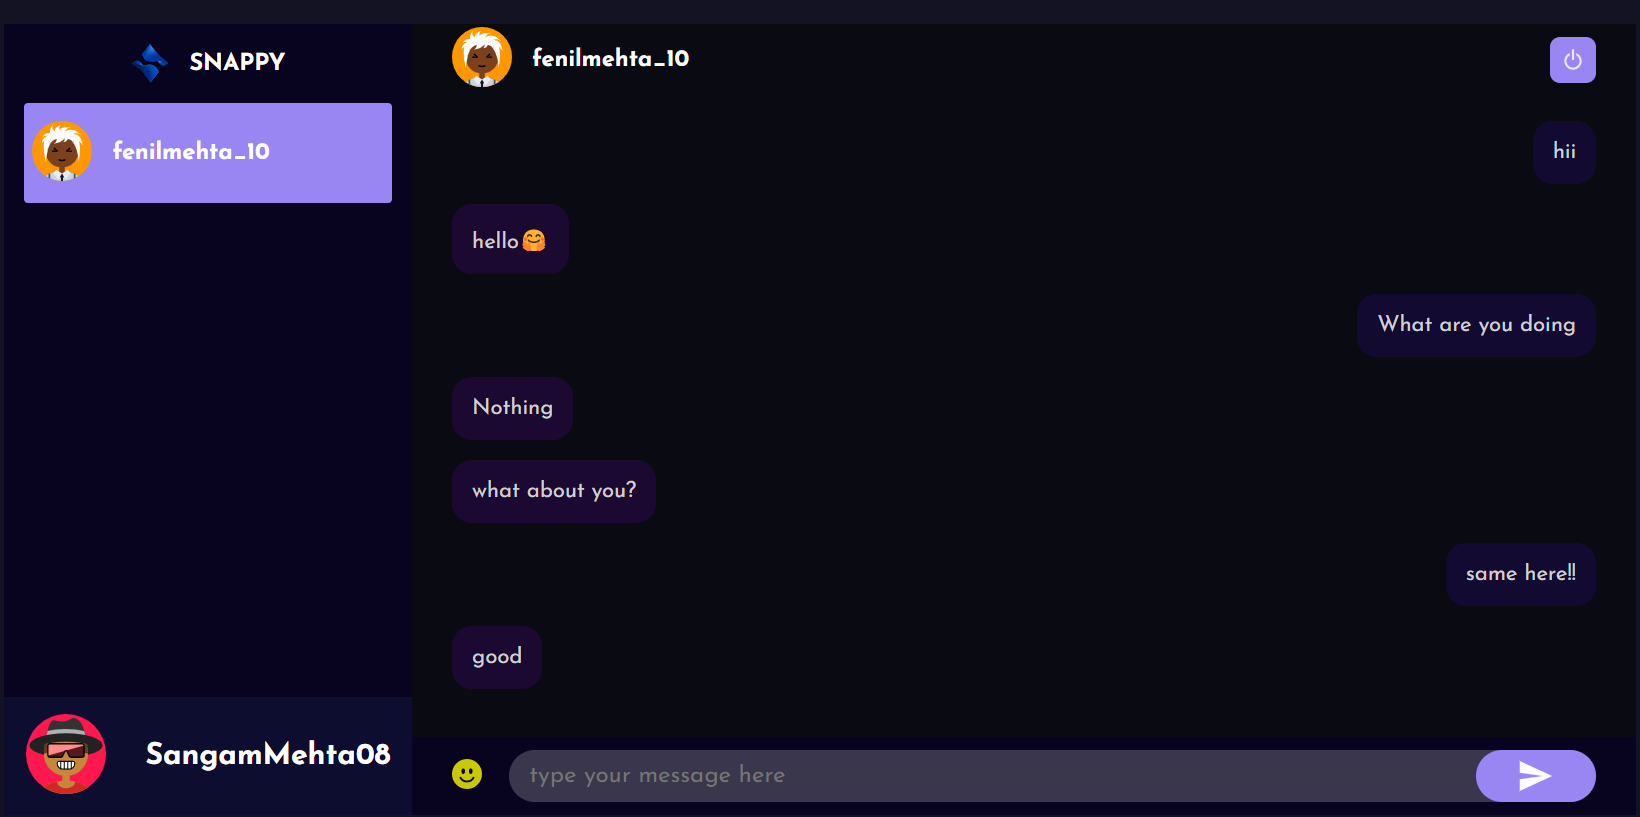 SNAPPY
fenilmehta_10
SangamMehta08
fenilmehta_10
hii
hello🤗
What are you doing
Nothing
what about you?
same here!!
good
type your message here